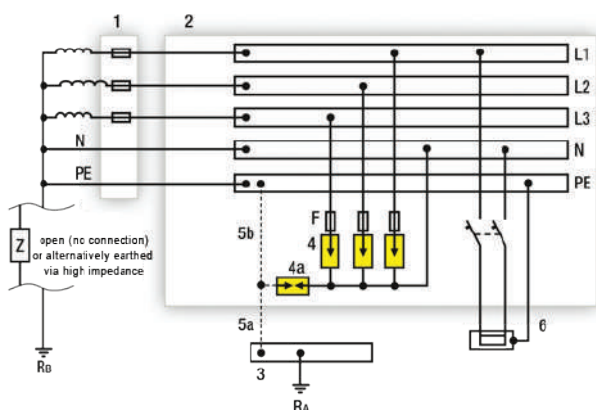 1
2
L1
L2
L3
N
N
PE
PE
Z
open (no connection)
or alternatively earthed
via high impedance
F
4
5b
4a
5a
6
3
RB
RA